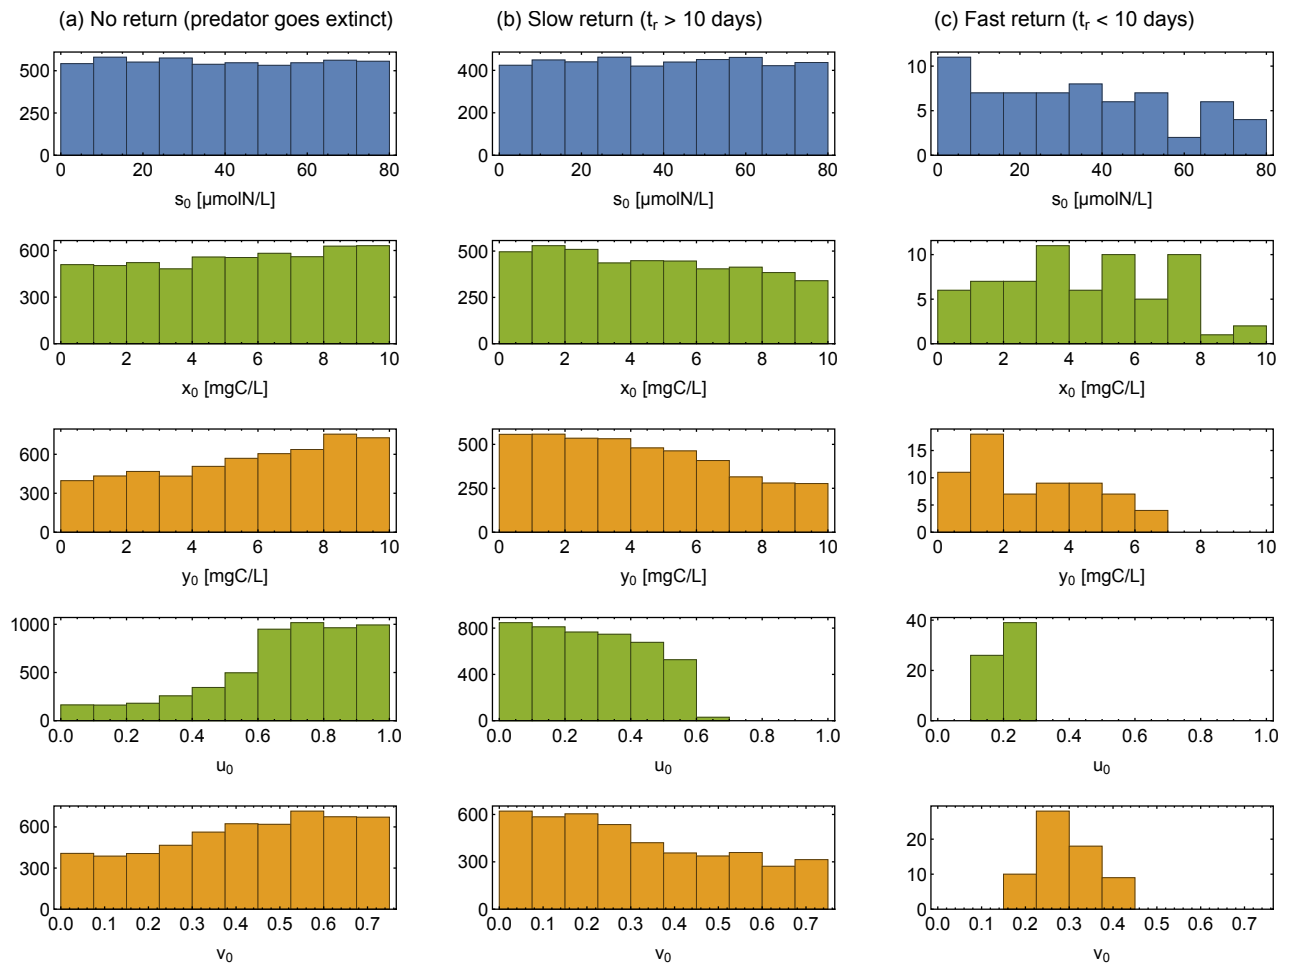 (a) No return (predator goes extinct)
(b) Slow return (tᵣ > 10 days)
(c) Fast return (tᵣ < 10 days)
500
250
0
0 20 40 60 80
s₀ [µmolN/L]
400
200
0
0 20 40 60 80
s₀ [µmolN/L]
10
5
0
0 20 40 60 80
s₀ [µmolN/L]
600
300
0
0 2 4 6 8 10
x₀ [mgC/L]
500
250
0
0 2 4 6 8 10
x₀ [mgC/L]
10
5
0
0 2 4 6 8 10
x₀ [mgC/L]
600
300
0
0 2 4 6 8 10
y₀ [mgC/L]
500
250
0
0 2 4 6 8 10
y₀ [mgC/L]
15
10
5
0
0 2 4 6 8 10
y₀ [mgC/L]
1000
500
0
0.0 0.2 0.4 0.6 0.8 1.0
u₀
800
400
0
0.0 0.2 0.4 0.6 0.8 1.0
u₀
40
20
0
0.0 0.2 0.4 0.6 0.8 1.0
u₀
600
300
0
0.0 0.1 0.2 0.3 0.4 0.5 0.6 0.7
v₀
600
300
0
0.0 0.1 0.2 0.3 0.4 0.5 0.6 0.7
v₀
20
10
0
0.0 0.1 0.2 0.3 0.4 0.5 0.6 0.7
v₀